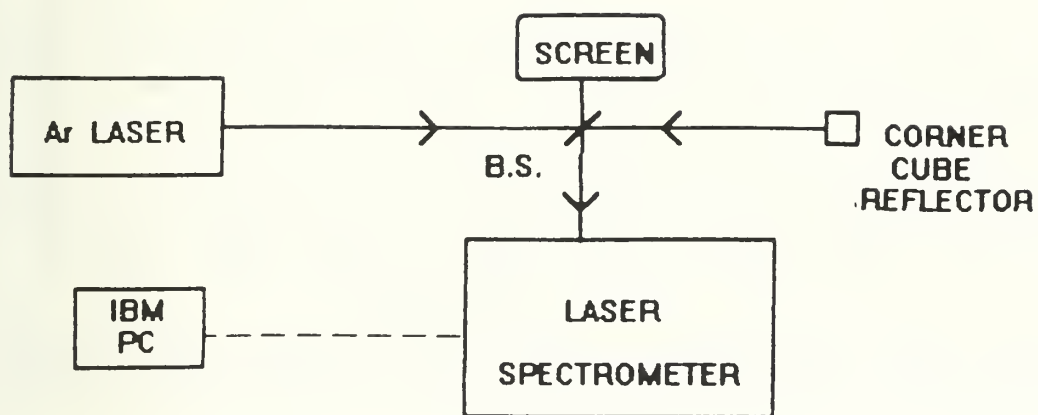 SCREEN
Ar LASER
B.S.
CORNER
CUBE
REFLECTOR
IBM
PC
LASER
SPECTROMETER